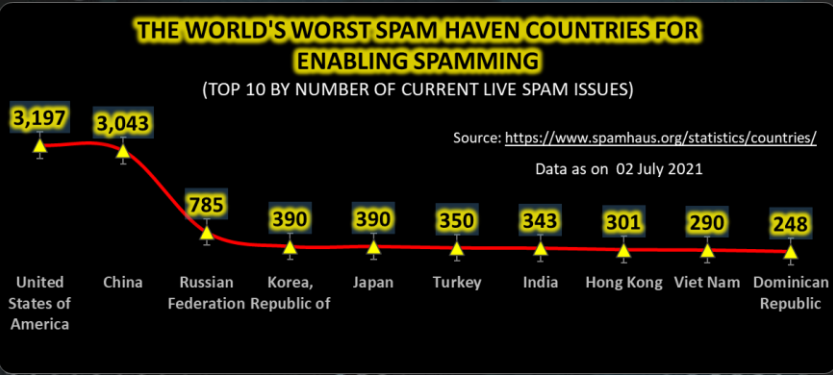 THE WORLD'S WORST SPAM HAVEN COUNTRIES FOR
ENABLING SPAMMING
(TOP 10 BY NUMBER OF CURRENT LIVE SPAM ISSUES)
Source: https://www.spamhaus.org/statistics/countries/
Data as on 02 July 2021
3,197
3,043
785
390
390
350
343
301
290
248
United
States of
America
China
Russian
Federation
Korea,
Republic of
Japan
Turkey
India
Hong Kong
Viet Nam
Dominican
Republic